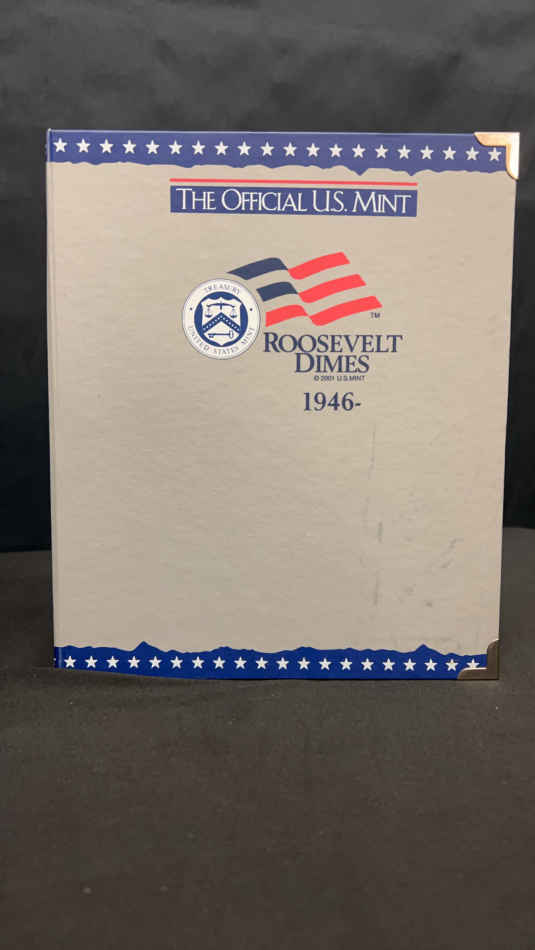 THE OFFICIAL U.S. MINT
TREASURY
UNITED STATES MINT
TM
ROOSEVELT
DIMES
© 2001 U.S. MINT
1946-